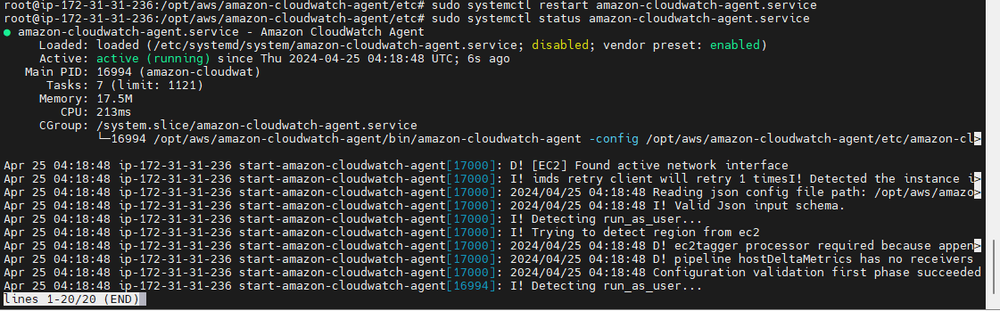 root@ip-172-31-31-236:/opt/aws/amazon-cloudwatch-agent/etc# sudo systemctl restart amazon-cloudwatch-agent.service
root@ip-172-31-31-236:/opt/aws/amazon-cloudwatch-agent/etc# sudo systemctl status amazon-cloudwatch-agent.service
● amazon-cloudwatch-agent.service - Amazon CloudWatch Agent
     Loaded: loaded (/etc/systemd/system/amazon-cloudwatch-agent.service; disabled; vendor preset: enabled)
     Active: active (running) since Thu 2024-04-25 04:18:48 UTC; 6s ago
   Main PID: 16994 (amazon-cloudwat)
      Tasks: 7 (limit: 1121)
     Memory: 17.5M
        CPU: 213ms
     CGroup: /system.slice/amazon-cloudwatch-agent.service
             └─16994 /opt/aws/amazon-cloudwatch-agent/bin/amazon-cloudwatch-agent -config /opt/aws/amazon-cloudwatch-agent/etc/amazon-cl>
Apr 25 04:18:48 ip-172-31-31-236 start-amazon-cloudwatch-agent[17000]: D! [EC2] Found active network interface
Apr 25 04:18:48 ip-172-31-31-236 start-amazon-cloudwatch-agent[17000]: I! imds retry client will retry 1 timesI! Detected the instance i>
Apr 25 04:18:48 ip-172-31-31-236 start-amazon-cloudwatch-agent[17000]: 2024/04/25 04:18:48 Reading json config file path: /opt/aws/amazo>
Apr 25 04:18:48 ip-172-31-31-236 start-amazon-cloudwatch-agent[17000]: 2024/04/25 04:18:48 I! Valid Json input schema.
Apr 25 04:18:48 ip-172-31-31-236 start-amazon-cloudwatch-agent[17000]: I! Detecting run_as_user...
Apr 25 04:18:48 ip-172-31-31-236 start-amazon-cloudwatch-agent[17000]: I! Trying to detect region from ec2
Apr 25 04:18:48 ip-172-31-31-236 start-amazon-cloudwatch-agent[17000]: 2024/04/25 04:18:48 D! ec2tagger processor required because appen>
Apr 25 04:18:48 ip-172-31-31-236 start-amazon-cloudwatch-agent[17000]: 2024/04/25 04:18:48 D! pipeline hostDeltaMetrics has no receivers
Apr 25 04:18:48 ip-172-31-31-236 start-amazon-cloudwatch-agent[17000]: 2024/04/25 04:18:48 Configuration validation first phase succeeded
Apr 25 04:18:48 ip-172-31-31-236 start-amazon-cloudwatch-agent[16994]: I! Detecting run_as_user...
lines 1-20/20 (END)